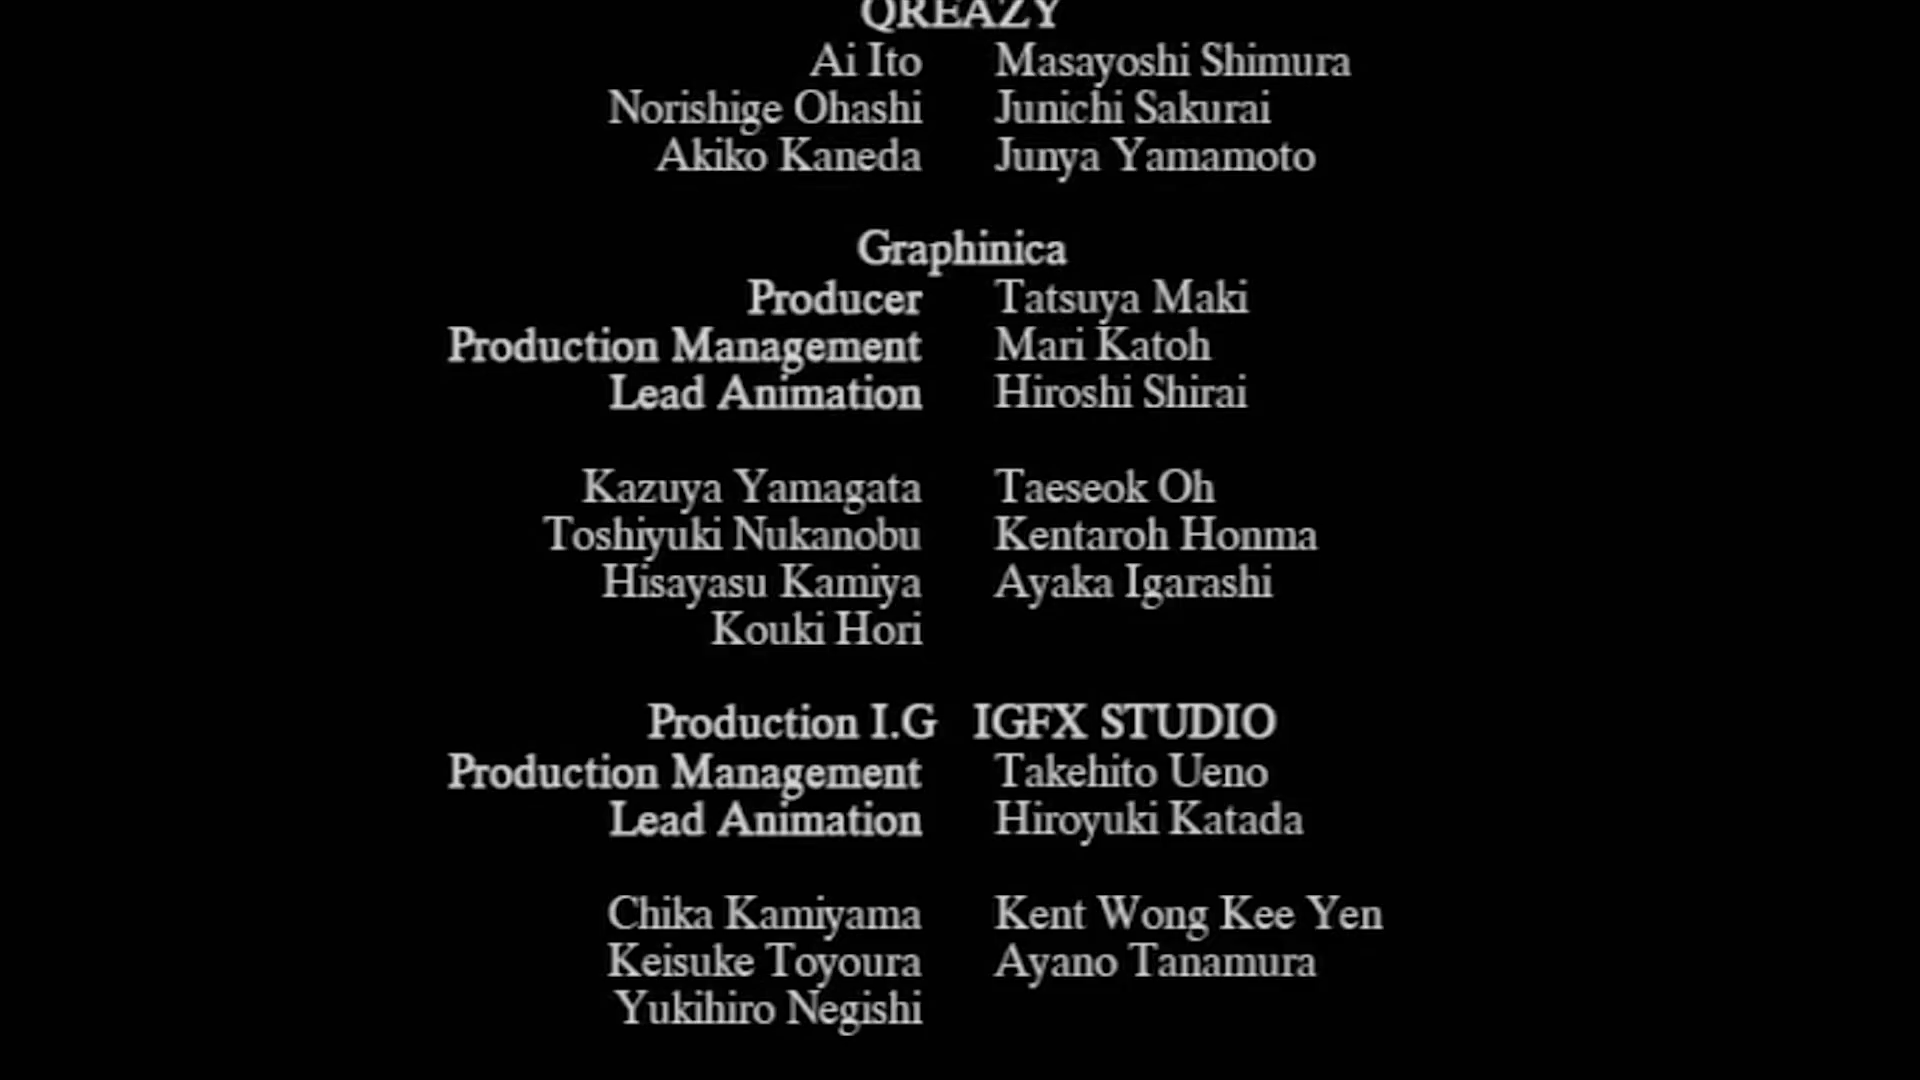 QREAZY
Ai Ito Masayoshi Shimura
Norishige Ohashi Junichi Sakurai
Akiko Kaneda Junya Yamamoto
Graphinica
Producer Tatsuya Maki
Production Management Mari Katoh
Lead Animation Hiroshi Shirai
Kazuya Yamagata Taeseok Oh
Toshiyuki Nukanobu Kentaroh Honma
Hisayasu Kamiya Ayaka Igarashi
Kouki Hori
Production I.G IGFX STUDIO
Production Management Takehito Ueno
Lead Animation Hiroyuki Katada
Chika Kamiyama Kent Wong Kee Yen
Keisuke Toyoura Ayano Tanamura
Yukihiro Negishi